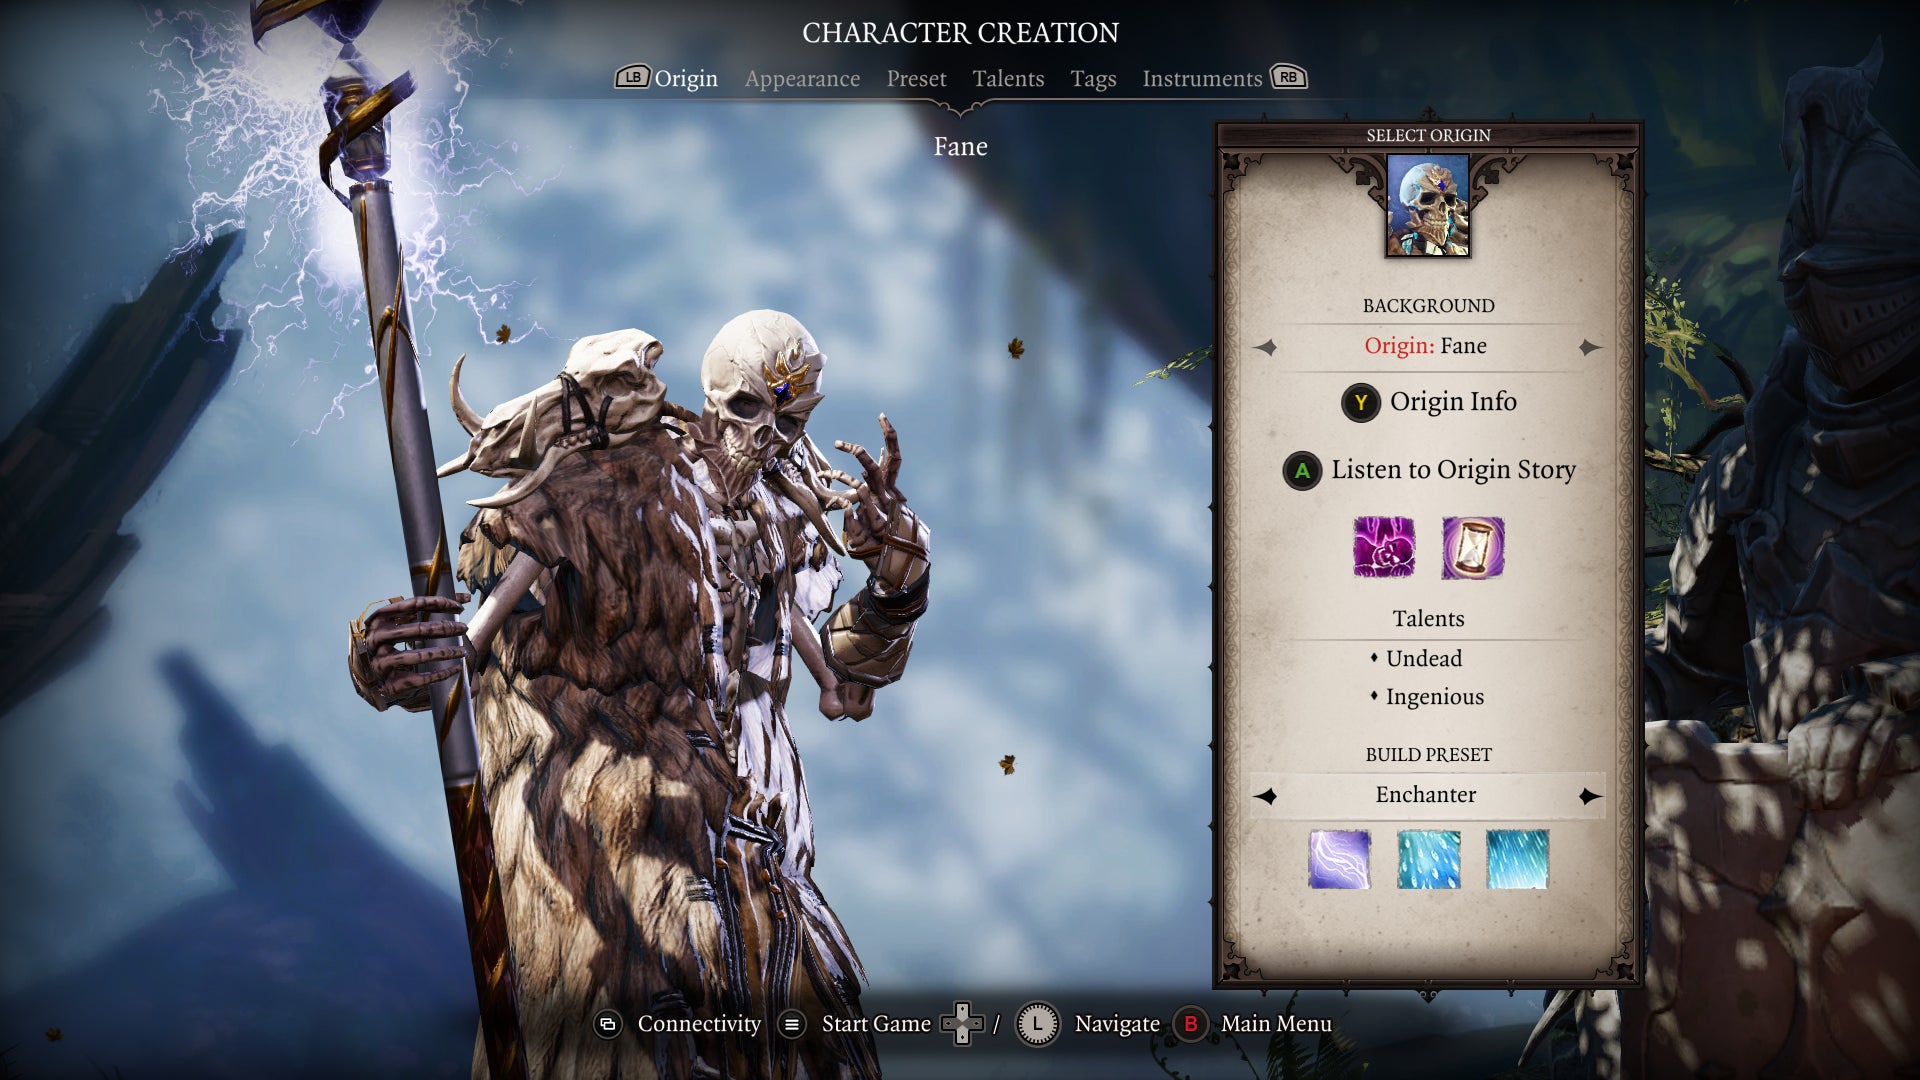 CHARACTER CREATION
LB Origin Appearance Preset Talents Tags Instruments RB
Fane
SELECT ORIGIN
BACKGROUND
Origin: Fane
Y Origin Info
A Listen to Origin Story
Talents
Undead
Ingenious
BUILD PRESET
Enchanter
Connectivity Start Game / L Navigate B Main Menu